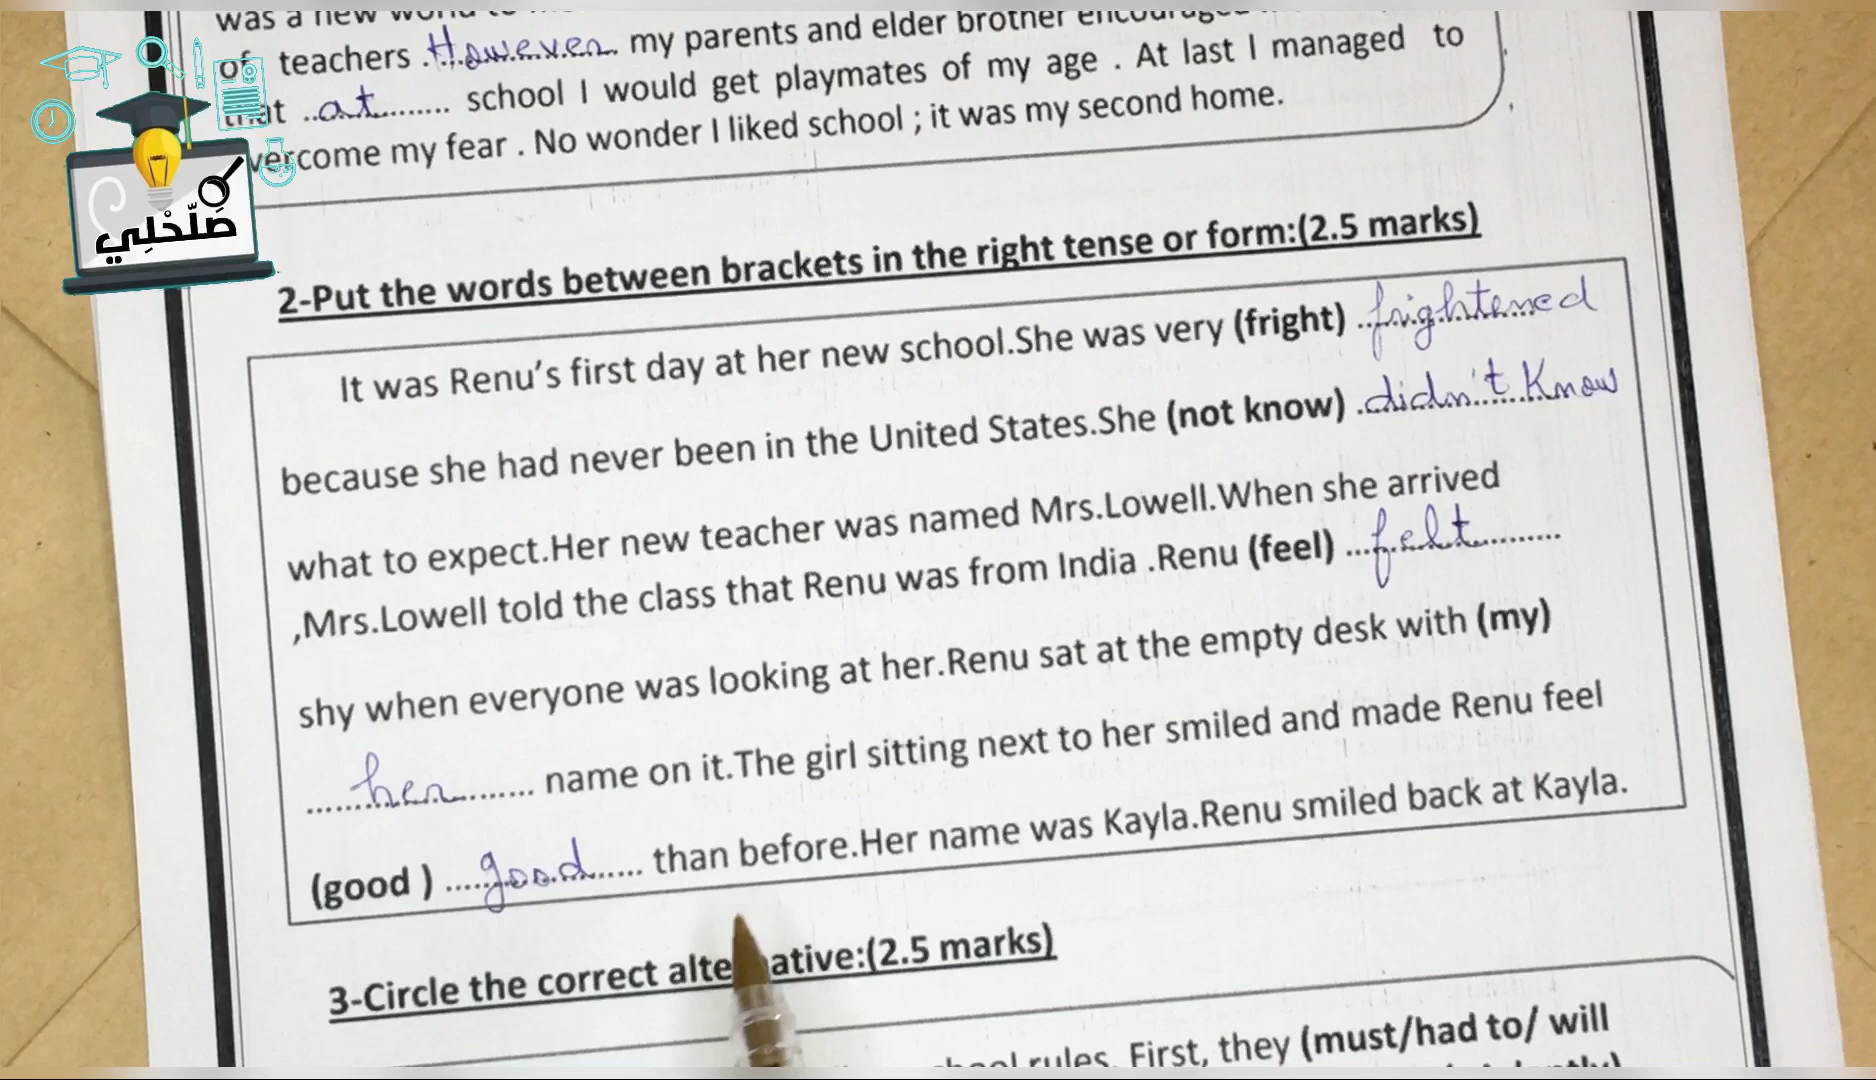 was a new
of teachers .However. my parents and elder brother
that ..at........ school I would get playmates of my age . At last I managed to
overcome my fear . No wonder I liked school ; it was my second home.
صَلَّحْلِي
2-Put the words between brackets in the right tense or form:(2.5 marks)
It was Renu's first day at her new school.She was very (fright) ..frightened
because she had never been in the United States.She (not know) .didn't know
what to expect.Her new teacher was named Mrs.Lowell.When she arrived
,Mrs.Lowell told the class that Renu was from India .Renu (feel) ...felt..........
shy when everyone was looking at her.Renu sat at the empty desk with (my)
......her........ name on it.The girl sitting next to her smiled and made Renu feel
(good ) .....good..... than before.Her name was Kayla.Renu smiled back at Kayla.
3-Circle the correct alternative:(2.5 marks)
rules. First, they (must/had to/ will